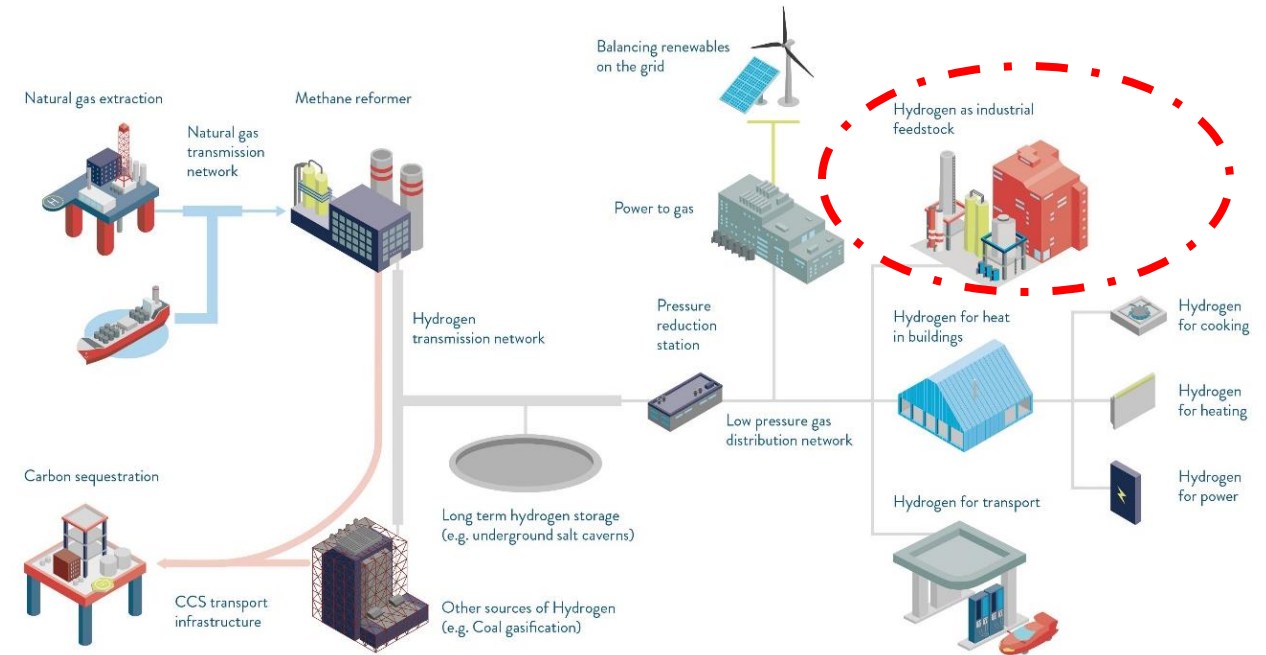 Balancing renewables
on the grid
Natural gas extraction
Methane reformer
Hydrogen as industrial
feedstock
Natural gas
transmission
network
H
Power to gas
Pressure
reduction
station
Hydrogen
transmission network
Hydrogen for heat
in buildings
Hydrogen
for cooking
Hydrogen
for heating
Low pressure gas
distribution network
Carbon sequestration
Hydrogen
for power
Hydrogen for transport
Long term hydrogen storage
(e.g. underground salt caverns)
CCS transport
infrastructure
Other sources of Hydrogen
(e.g. Coal gasification)